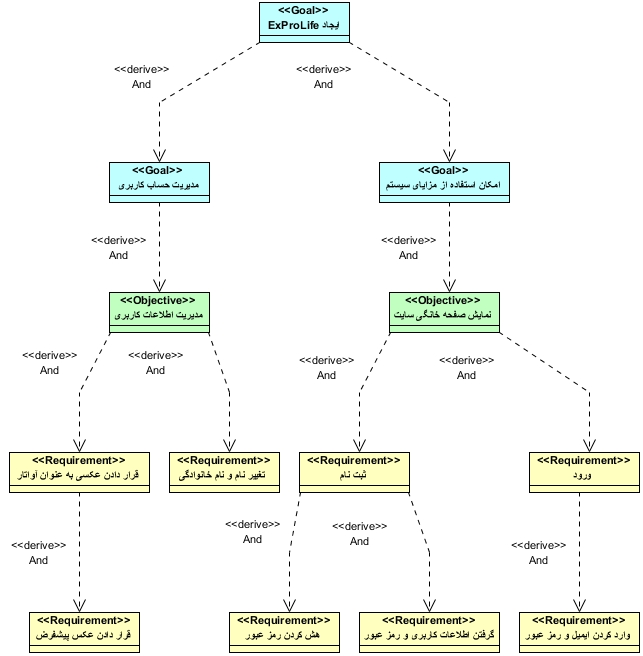 <<Goal>>
ایجاد ExProLife
<<derive>>
And
<<derive>>
And
<<Goal>>
مدیریت حساب کاربری
<<Goal>>
امکان استفاده از مزایای سیستم
<<derive>>
And
<<derive>>
And
<<Objective>>
مدیریت اطلاعات کاربری
<<Objective>>
نمایش صفحه خانگی سایت
<<derive>>
And
<<derive>>
And
<<derive>>
And
<<derive>>
And
<<Requirement>>
قرار دادن عکسی به عنوان آواتار
<<Requirement>>
تغییر نام و نام خانوادگی
<<Requirement>>
ثبت نام
<<Requirement>>
ورود
<<derive>>
And
<<derive>>
And
<<derive>>
And
<<derive>>
And
<<Requirement>>
قرار دادن عکس پیشفرض
<<Requirement>>
هش کردن رمز عبور
<<Requirement>>
گرفتن اطلاعات کاربری و رمز عبور
<<Requirement>>
وارد کردن ایمیل و رمز عبور